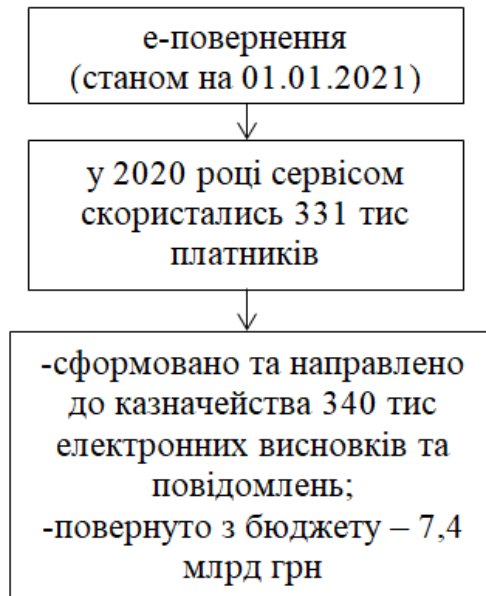 е-повернення
(станом на 01.01.2021)
у 2020 році сервісом
скористались 331 тис
платників
-сформовано та направлено
до казначейства 340 тис
електронних висновків та
повідомлень;
-повернуто з бюджету – 7,4
млрд грн